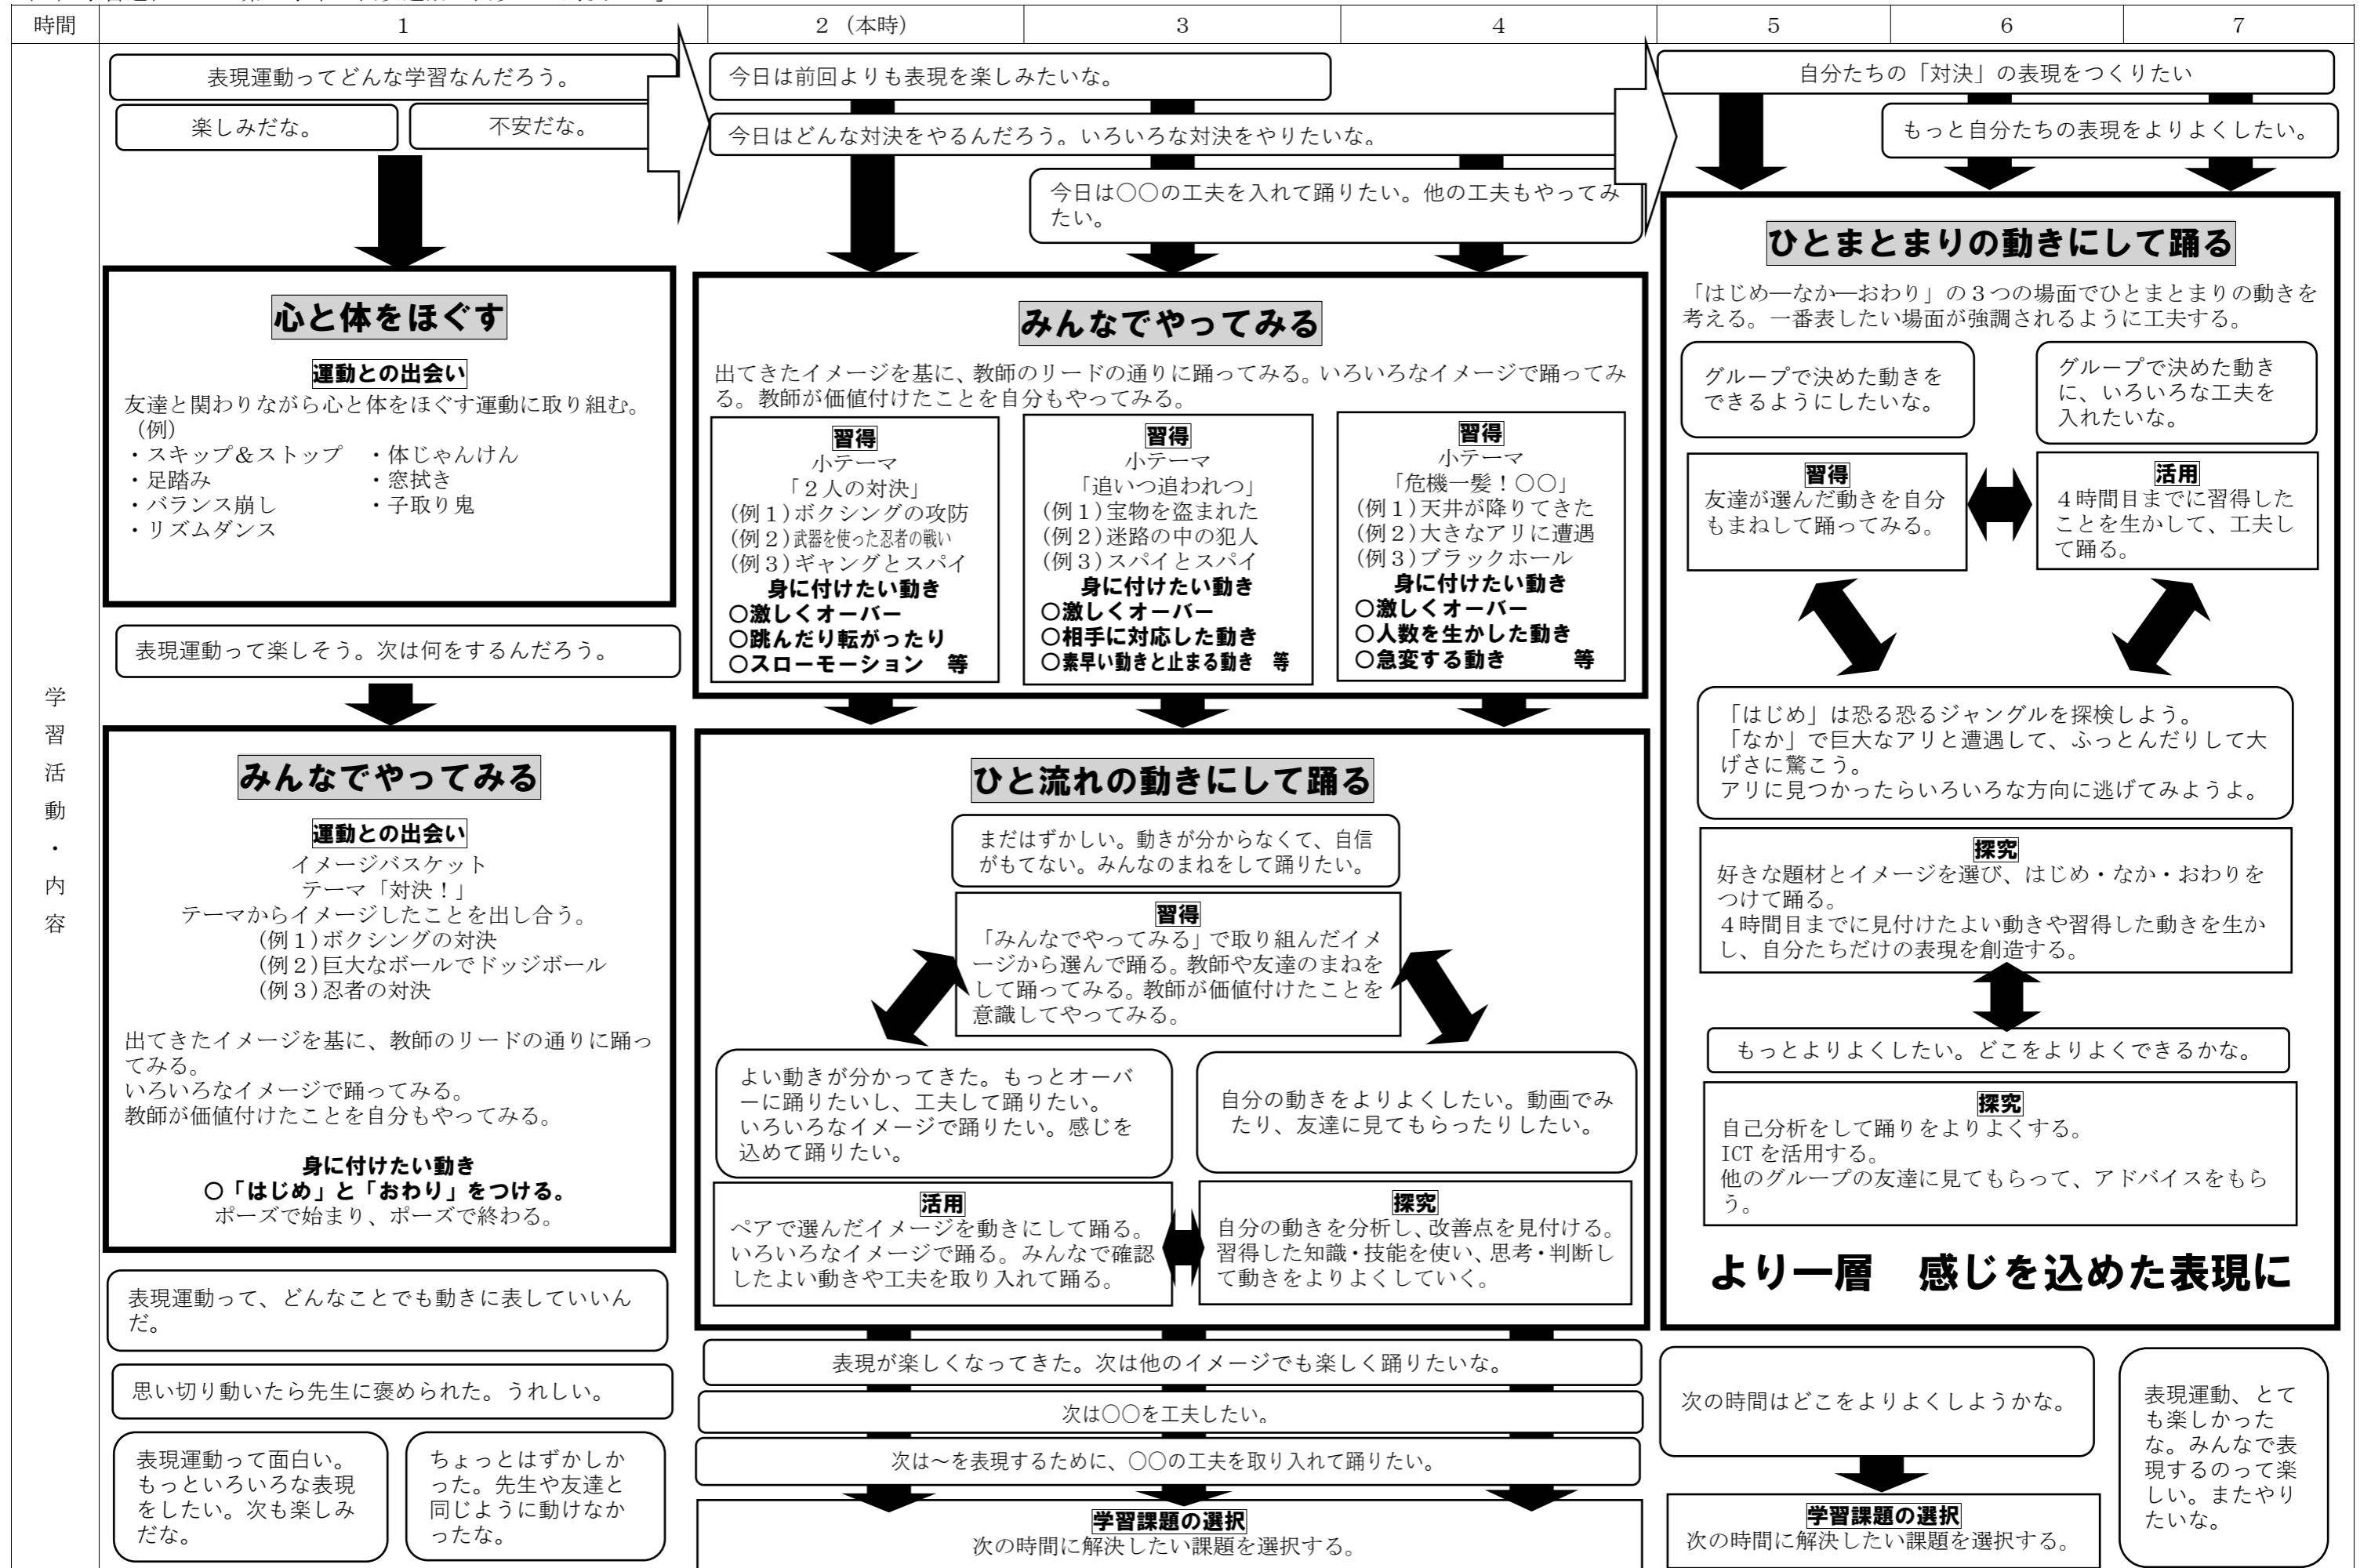 時間
1
2（本時）
3
4
5
6
7
学
習
活
動
・
内
容
表現運動ってどんな学習なんだろう。
楽しみだな。
不安だな。
心と体をほぐす
運動との出会い
友達と関わりながら心と体をほぐす運動に取り組む。
（例）
・スキップ＆ストップ　・体じゃんけん
・足踏み　・窓拭き
・バランス崩し　・子取り鬼
・リズムダンス
表現運動って楽しそう。次は何をするんだろう。
みんなでやってみる
運動との出会い
イメージバスケット
テーマ「対決！」
テーマからイメージしたことを出し合う。
(例１)ボクシングの対決
(例２)巨大なボールでドッジボール
(例３)忍者の対決
出てきたイメージを基に、教師のリードの通りに踊っ
てみる。
いろいろなイメージで踊ってみる。
教師が価値付けたことを自分もやってみる。
身に付けたい動き
○「はじめ」と「おわり」をつける。
ポーズで始まり、ポーズで終わる。
表現運動って、どんなことでも動きに表していいん
だ。
思い切り動いたら先生に褒められた。うれしい。
表現運動って面白い。
もっといろいろな表現
をしたい。次も楽しみ
だな。
ちょっとはずかしか
った。先生や友達と
同じように動けなか
ったな。
今日は前回よりも表現を楽しみたいな。
今日はどんな対決をやるんだろう。いろいろな対決をやりたいな。
今日は○○の工夫を入れて踊りたい。他の工夫もやってみ
たい。
みんなでやってみる
出てきたイメージを基に、教師のリードの通りに踊ってみる。いろいろなイメージで踊ってみ
る。教師が価値付けたことを自分もやってみる。
習得
小テーマ
「２人の対決」
(例１)ボクシングの攻防
(例２)武器を使った忍者の戦い
(例３)ギャングとスパイ
身に付けたい動き
○激しくオーバー
○跳んだり転がったり
○スローモーション　等
習得
小テーマ
「追いつ追われつ」
(例１)宝物を盗まれた
(例２)迷路の中の犯人
(例３)スパイとスパイ
身に付けたい動き
○激しくオーバー
○相手に対応した動き
○素早い動きと止まる動き　等
習得
小テーマ
「危機一髪！○○」
(例１)天井が降りてきた
(例２)大きなアリに遭遇
(例３)ブラックホール
身に付けたい動き
○激しくオーバー
○人数を生かした動き
○急変する動き　　　等
ひと流れの動きにして踊る
まだはずかしい。動きが分からなくて、自信
がもてない。みんなのまねをして踊りたい。
習得
「みんなでやってみる」で取り組んだイメ
ージから選んで踊る。教師や友達のまねを
して踊ってみる。教師が価値付けたことを
意識してやってみる。
よい動きが分かってきた。もっとオーバ
ーに踊りたいし、工夫して踊りたい。
いろいろなイメージで踊りたい。感じを
込めて踊りたい。
自分の動きをよりよくしたい。動画でみ
たり、友達に見てもらったりしたい。
活用
ペアで選んだイメージを動きにして踊る。
いろいろなイメージで踊る。みんなで確認
したよい動きや工夫を取り入れて踊る。
探究
自分の動きを分析し、改善点を見付ける。
習得した知識・技能を使い、思考・判断し
て動きをよりよくしていく。
表現が楽しくなってきた。次は他のイメージでも楽しく踊りたいな。
次は○○を工夫したい。
次は～を表現するために、○○の工夫を取り入れて踊りたい。
学習課題の選択
次の時間に解決したい課題を選択する。
自分たちの「対決」の表現をつくりたい
もっと自分たちの表現をよりよくしたい。
ひとまとまりの動きにして踊る
「はじめ―なか―おわり」の３つの場面でひとまとまりの動きを
考える。一番表したい場面が強調されるように工夫する。
グループで決めた動きを
できるようにしたいな。
グループで決めた動き
に、いろいろな工夫を
入れたいな。
習得
友達が選んだ動きを自分
もまねして踊ってみる。
活用
４時間目までに習得した
ことを生かして、工夫し
て踊る。
「はじめ」は恐る恐るジャングルを探検しよう。
「なか」で巨大なアリと遭遇して、ふっとんだりして大
げさに驚こう。
アリに見つかったらいろいろな方向に逃げてみようよ。
探究
好きな題材とイメージを選び、はじめ・なか・おわりを
つけて踊る。
４時間目までに見付けたよい動きや習得した動きを生か
し、自分たちだけの表現を創造する。
もっとよりよくしたい。どこをよりよくできるかな。
探究
自己分析をして踊りをよりよくする。
ICTを活用する。
他のグループの友達に見てもらって、アドバイスをもら
う。
より一層　感じを込めた表現に
次の時間はどこをよりよくしようかな。
学習課題の選択
次の時間に解決したい課題を選択する。
表現運動、とて
も楽しかった
な。みんなで表
現するのって楽
しい。またやり
たいな。